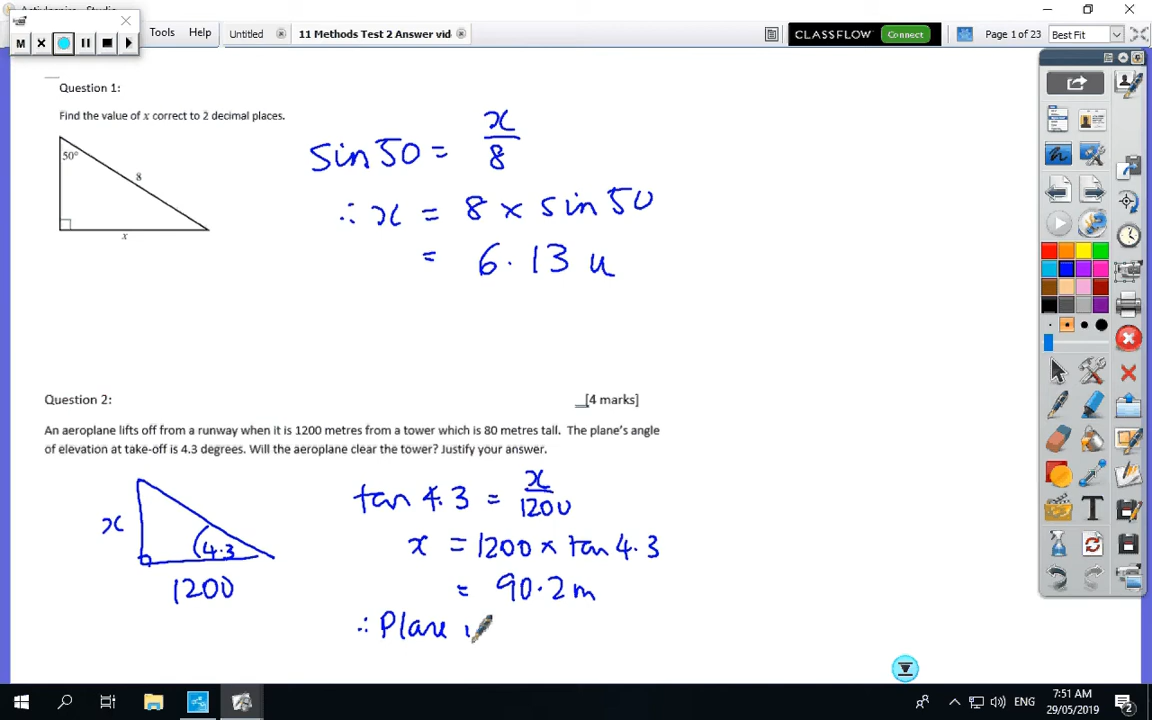 Tools Help Untitled 11 Methods Test 2 Answer vid CLASSFLOW Connect Page 1 of 23 Best Fit
M
Question 1:
Find the value of x correct to 2 decimal places.
50°
8
x
sin 50 = x/8
∴ x = 8 x sin 50
= 6.13 u
Question 2:
[4 marks]
An aeroplane lifts off from a runway when it is 1200 metres from a tower which is 80 metres tall. The plane's angle
of elevation at take-off is 4.3 degrees. Will the aeroplane clear the tower? Justify your answer.
x
4.3
1200
tan 4.3 = x/1200
x = 1200 x tan 4.3
= 90.2 m
∴ Plane
T
ENG
7:51 AM
29/05/2019
2